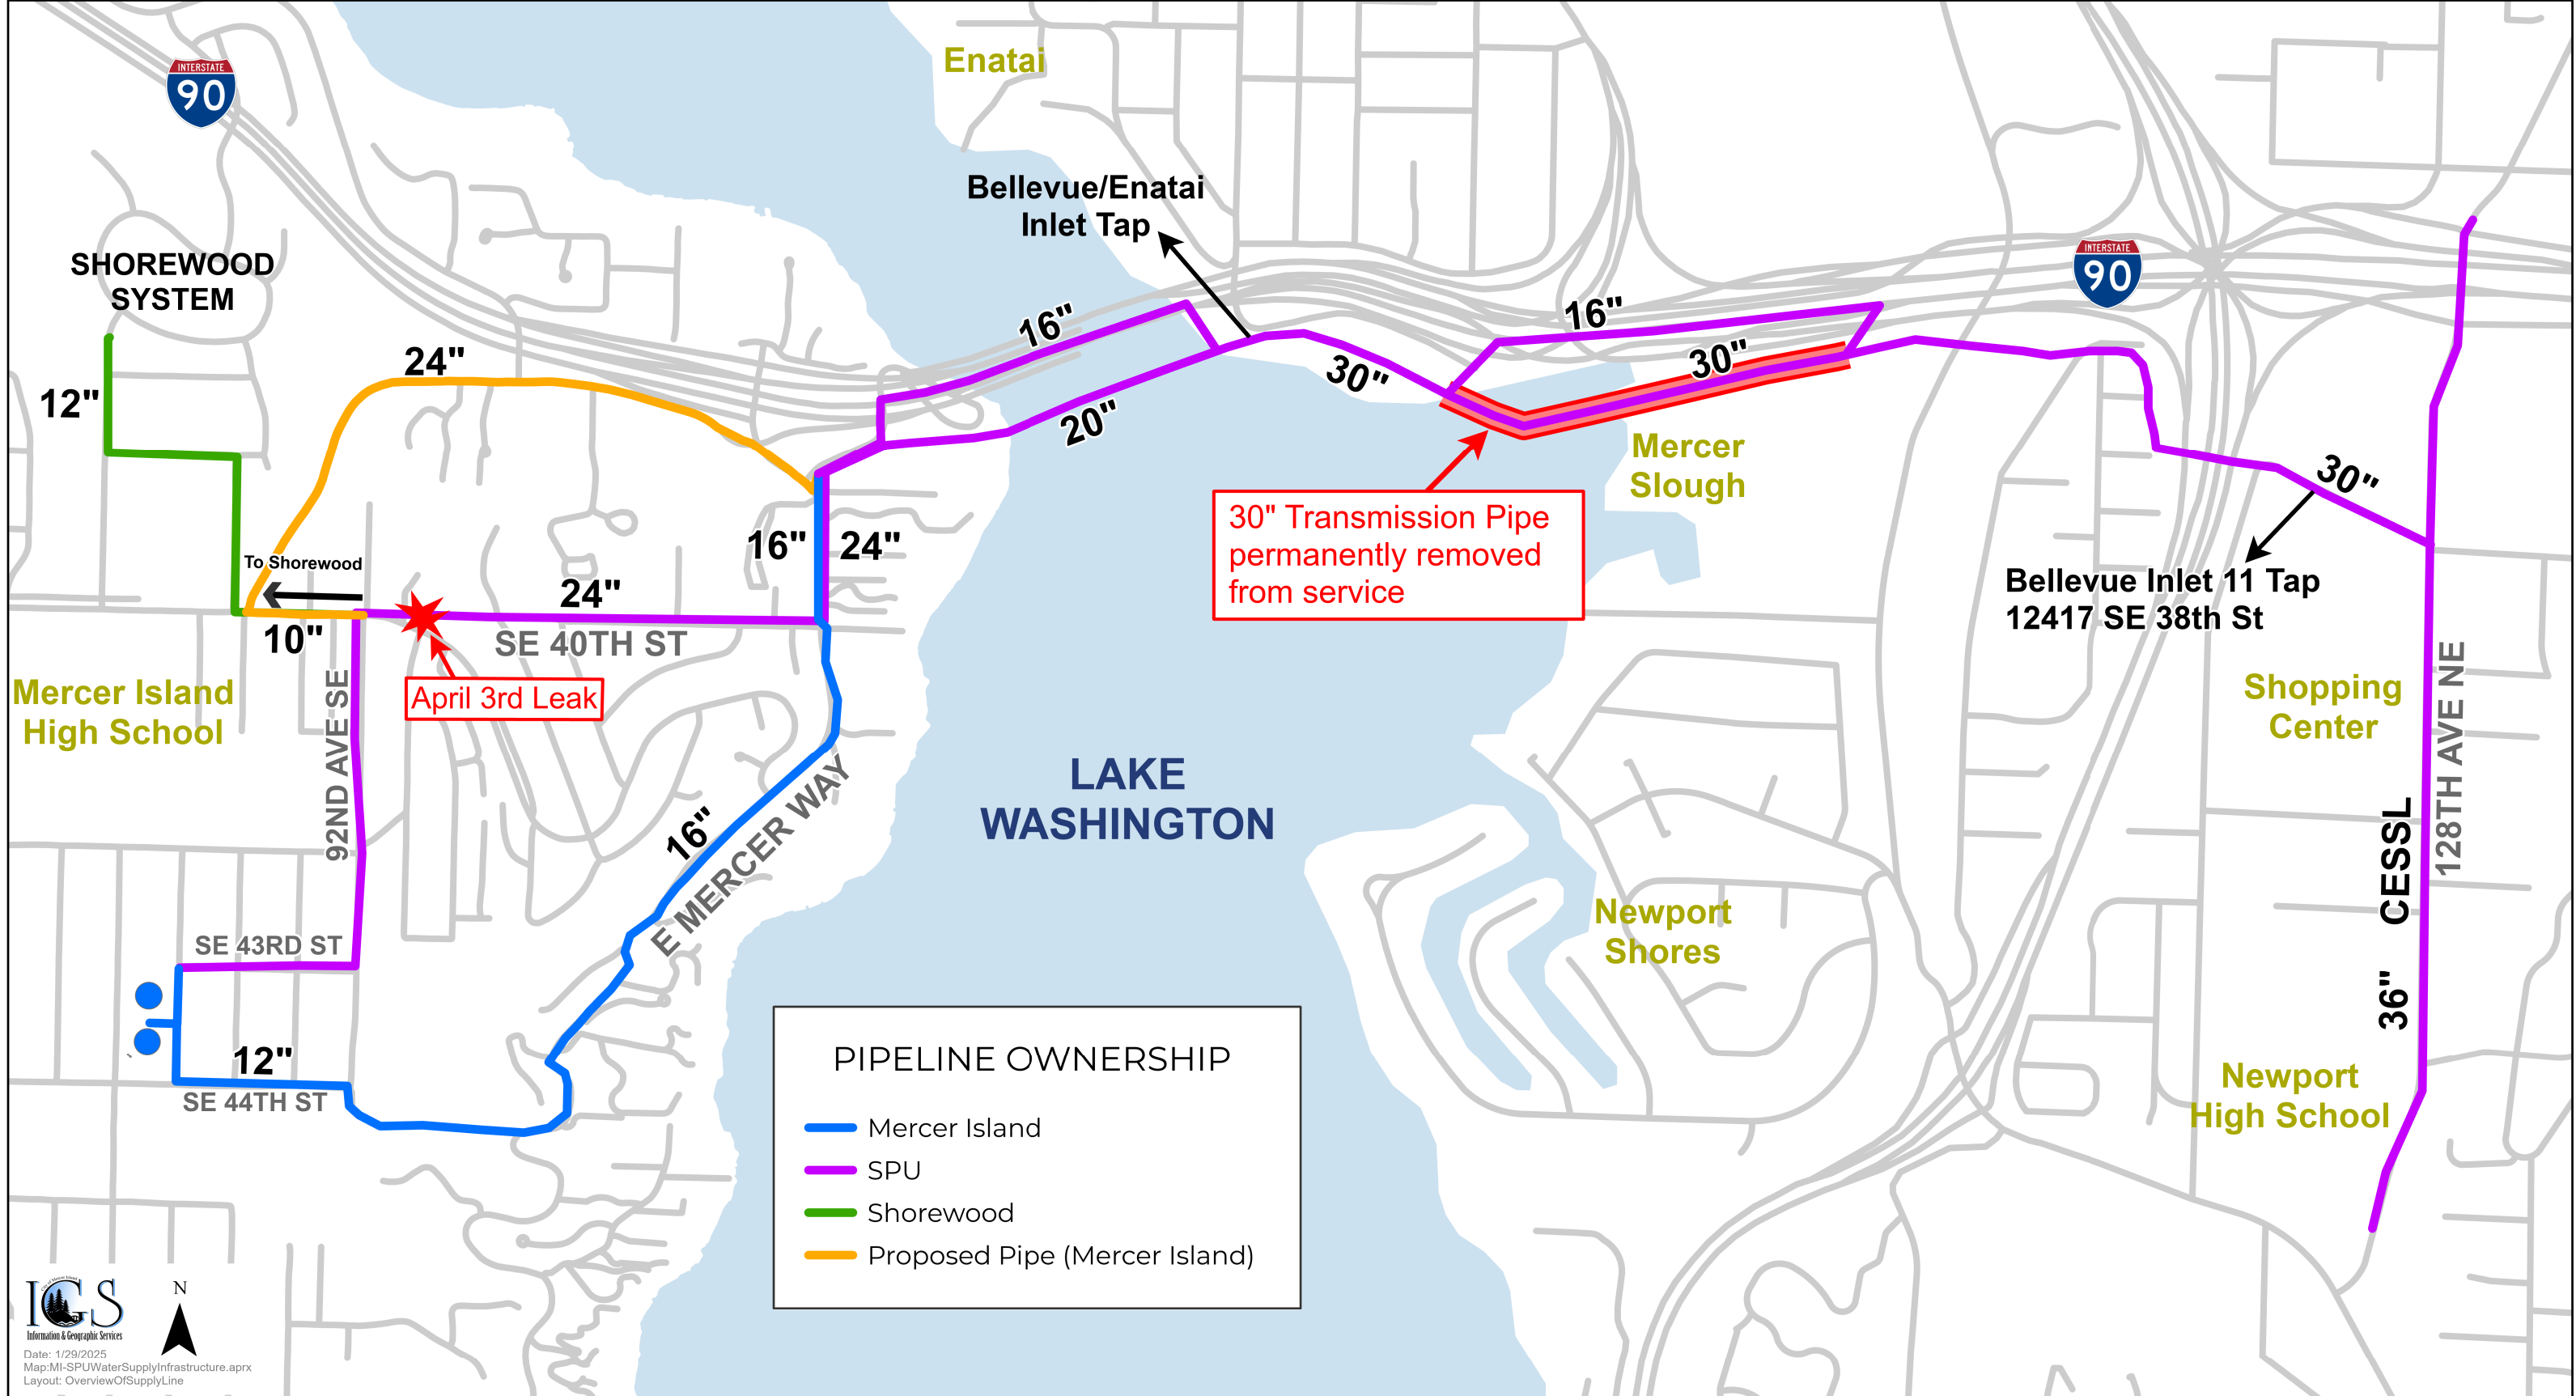 INTERSTATE
90
Enatai
Bellevue/Enatai
Inlet Tap
SHOREWOOD
SYSTEM
INTERSTATE
90
16"
16"
24"
30"
30"
12"
20"
Mercer
Slough
30"
30" Transmission Pipe
permanently removed
from service
16"
24"
To Shorewood
24"
Bellevue Inlet 11 Tap
12417 SE 38th St
10"
SE 40TH ST
April 3rd Leak
Mercer Island
High School
92ND AVE SE
Shopping
Center
128TH AVE NE
LAKE
WASHINGTON
16"
E MERCER WAY
CESSL
36"
Newport
Shores
SE 43RD ST
12"
SE 44TH ST
Newport
High School
PIPELINE OWNERSHIP
Mercer Island
SPU
Shorewood
Proposed Pipe (Mercer Island)
IGS
Information & Geographic Services
N
Date: 1/29/2025
Map:MI-SPUWaterSupplyInfrastructure.aprx
Layout: OverviewOfSupplyLine